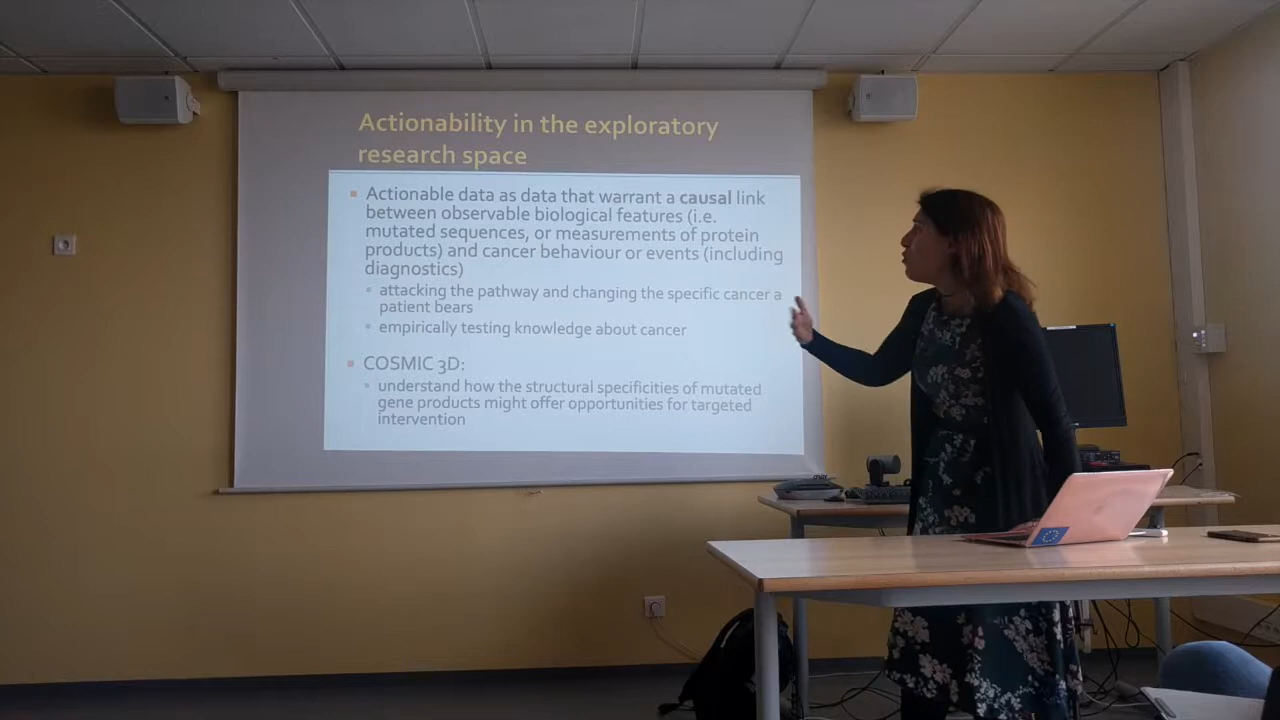 Actionability in the exploratory
research space
Actionable data as data that warrant a causal link
between observable biological features (i.e.
mutated sequences, or measurements of protein
products) and cancer behaviour or events (including
diagnostics)
attacking the pathway and changing the specific cancer a
patient bears
empirically testing knowledge about cancer
COSMIC 3D:
understand how the structural specificities of mutated
gene products might offer opportunities for targeted
intervention